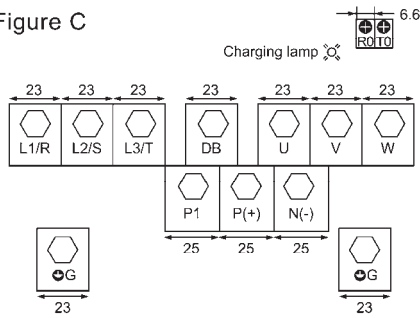 Figure C
6.6
R0 T0
Charging lamp
23 23 23 23 23 23 23
L1/R L2/S L3/T DB U V W
P1 P(+) N(-)
25 25 25
G G
23 23